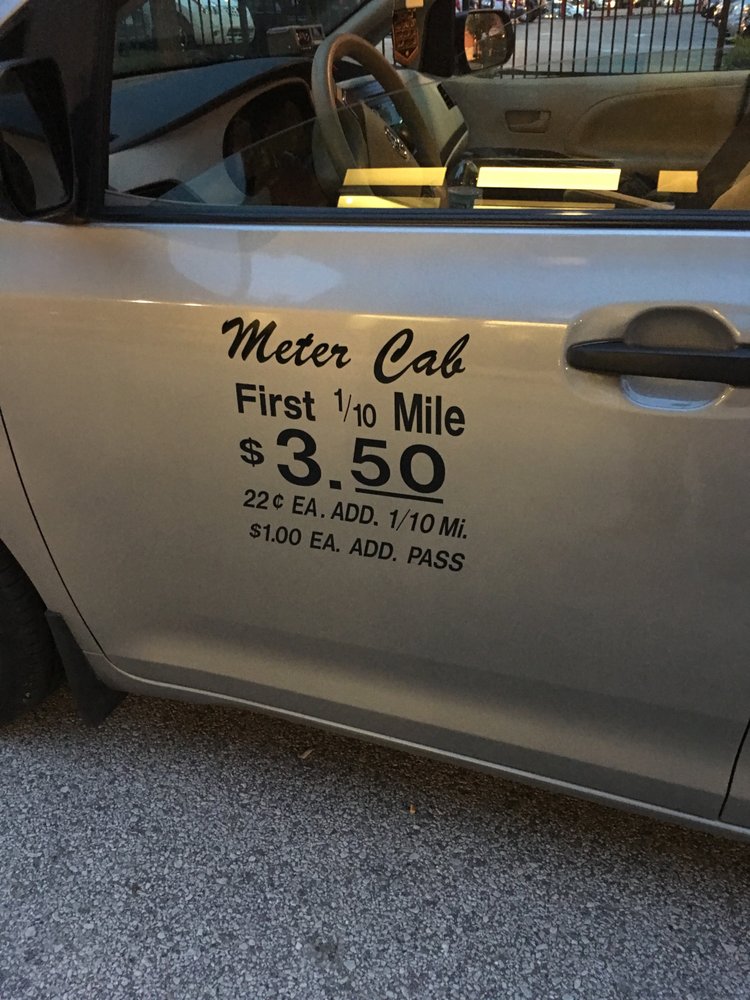 Meter Cab
First 1/10 Mile
$3.50
22¢ EA. ADD. 1/10 Mi.
$1.00 EA. ADD. PASS